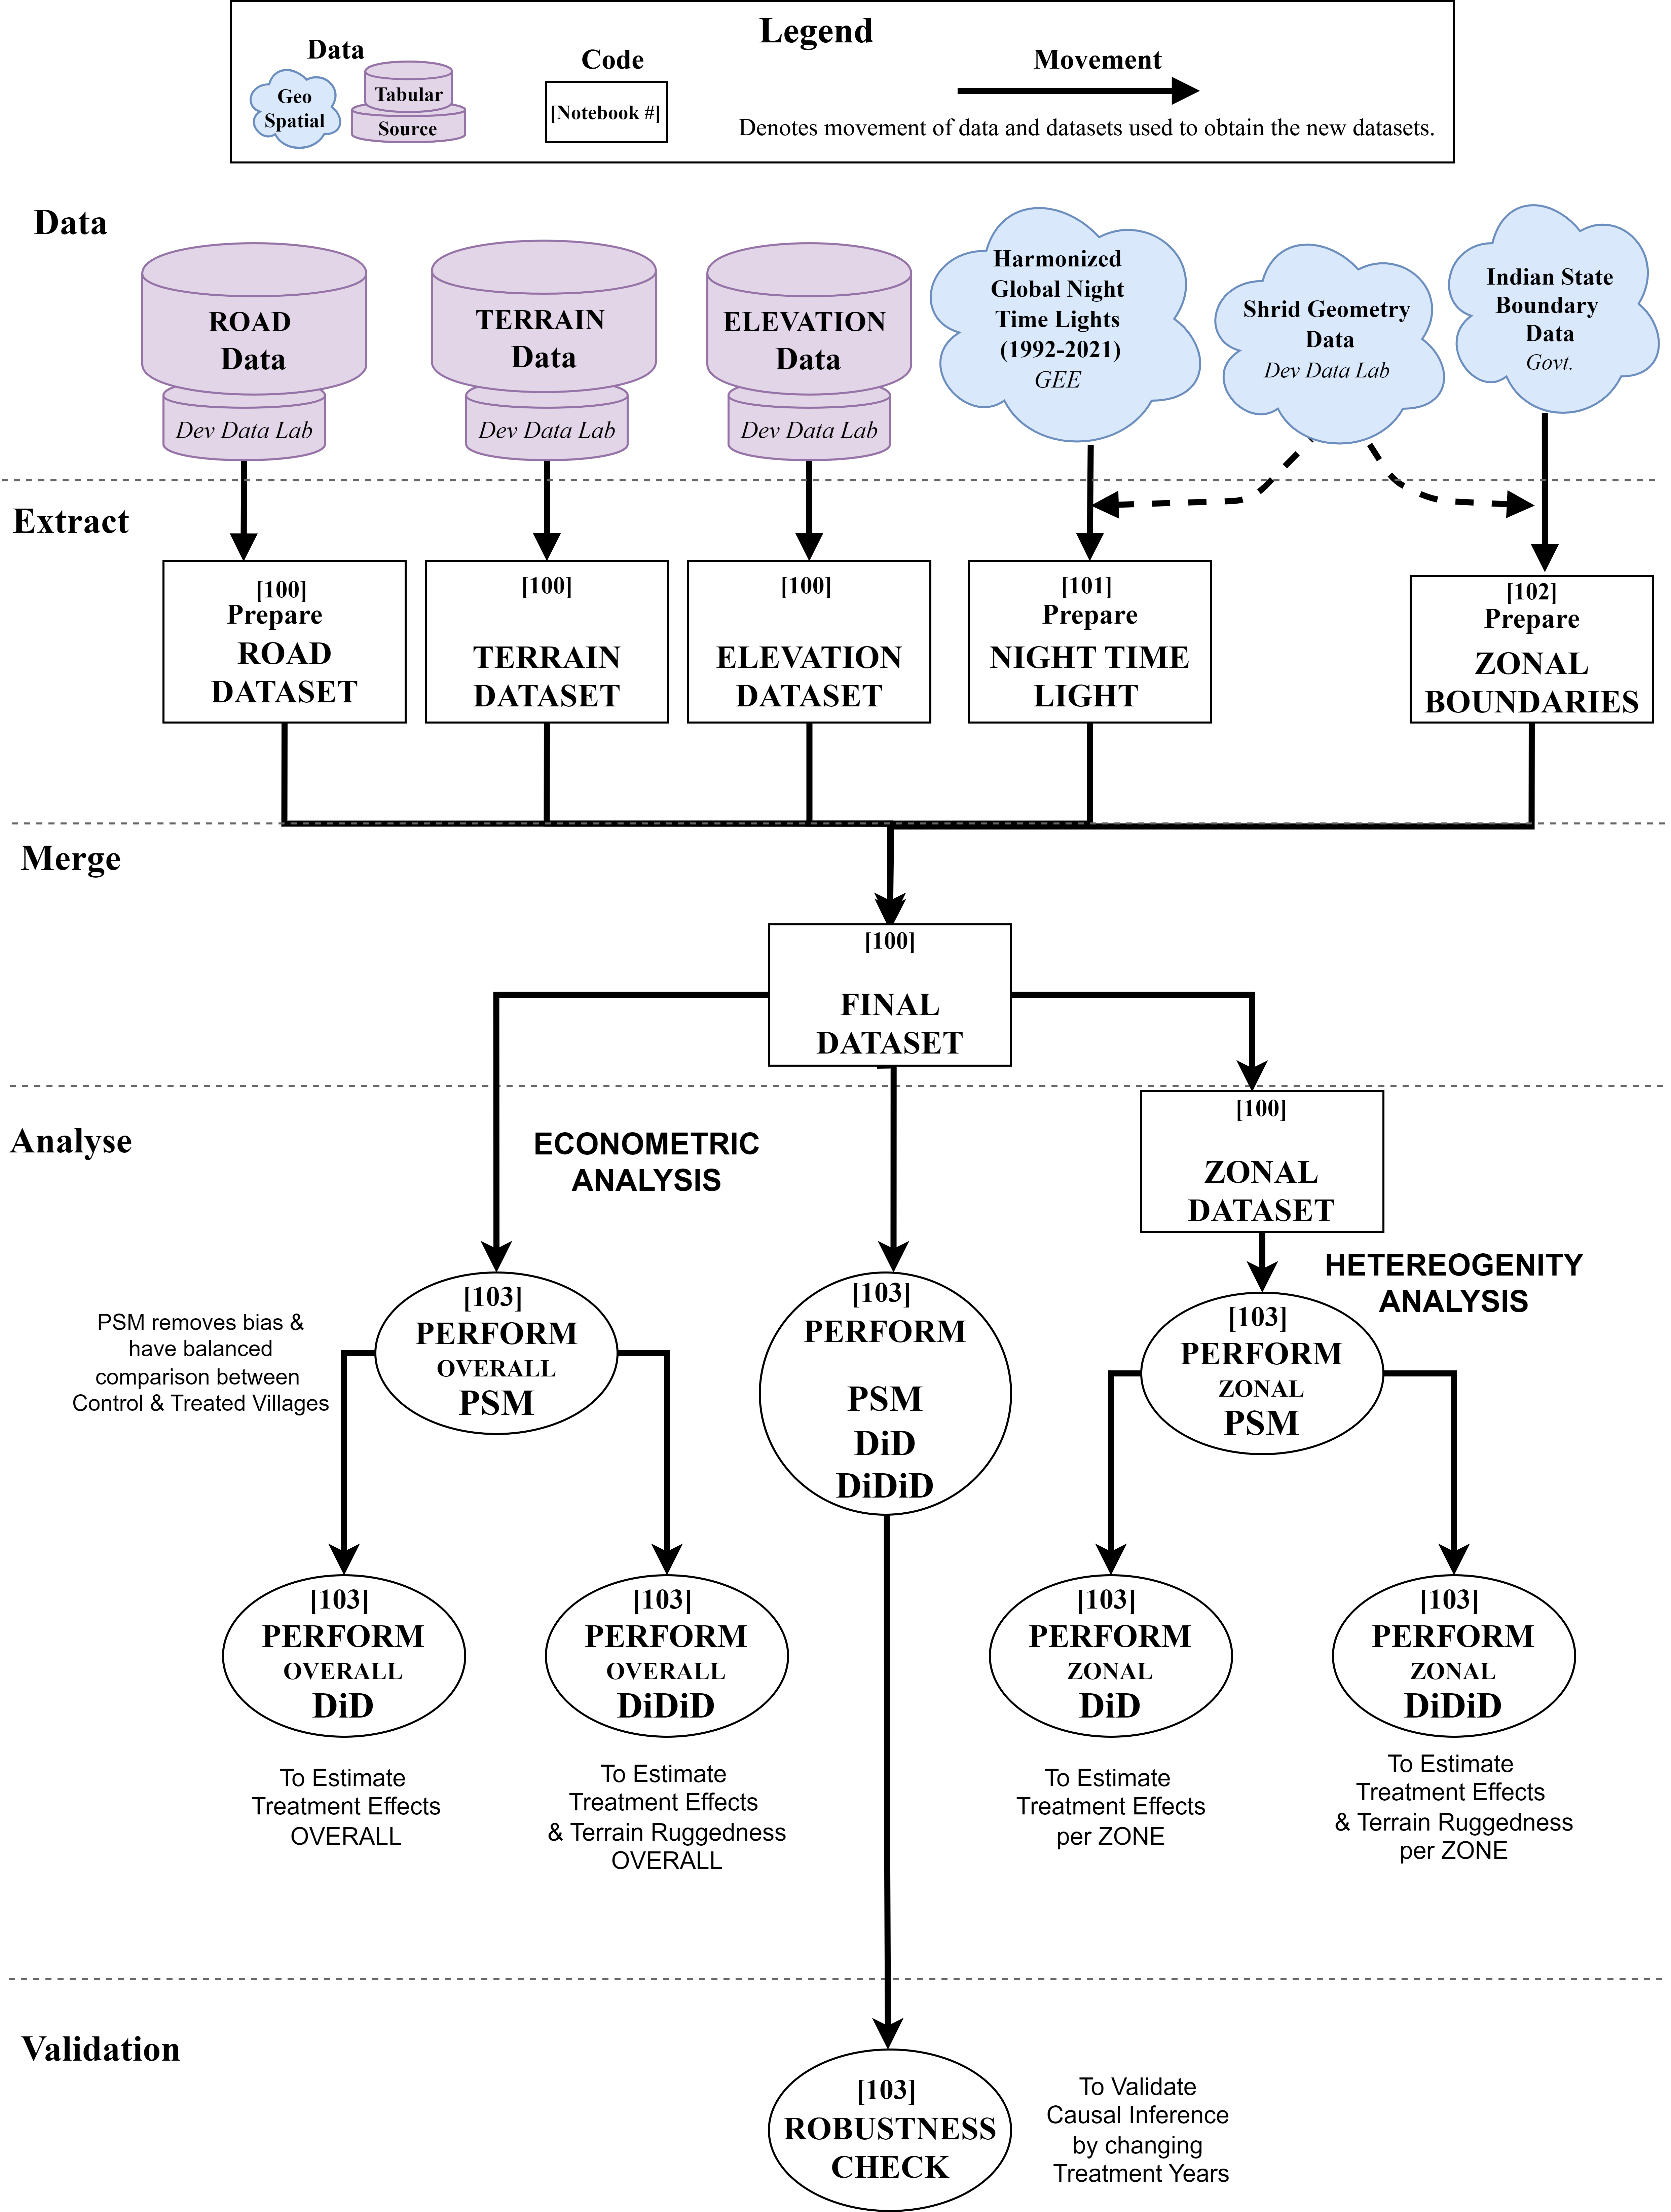 Legend
Data
Geo
Spatial
Tabular
Source
Code
[Notebook #]
Movement
Denotes movement of data and datasets used to obtain the new datasets.
Data
ROAD
Data
Dev Data Lab
TERRAIN
Data
Dev Data Lab
ELEVATION
Data
Dev Data Lab
Harmonized
Global Night
Time Lights
(1992-2021)
GEE
Shrid Geometry
Data
Dev Data Lab
Indian State
Boundary
Data
Govt.
Extract
[100]
Prepare
ROAD
DATASET
[100]
TERRAIN
DATASET
[100]
ELEVATION
DATASET
[101]
Prepare
NIGHT TIME
LIGHT
[102]
Prepare
ZONAL
BOUNDARIES
Merge
[100]
FINAL
DATASET
Analyse
ECONOMETRIC
ANALYSIS
[100]
ZONAL
DATASET
HETEREOGENITY
ANALYSIS
PSM removes bias &
have balanced
comparison between
Control & Treated Villages
[103]
PERFORM
OVERALL
PSM
[103]
PERFORM
PSM
DiD
DiDiD
[103]
PERFORM
ZONAL
PSM
[103]
PERFORM
OVERALL
DiD
[103]
PERFORM
OVERALL
DiDiD
[103]
PERFORM
ZONAL
DiD
[103]
PERFORM
ZONAL
DiDiD
To Estimate
Treatment Effects
OVERALL
To Estimate
Treatment Effects
& Terrain Ruggedness
OVERALL
To Estimate
Treatment Effects
per ZONE
To Estimate
Treatment Effects
& Terrain Ruggedness
per ZONE
Validation
[103]
ROBUSTNESS
CHECK
To Validate
Causal Inference
by changing
Treatment Years